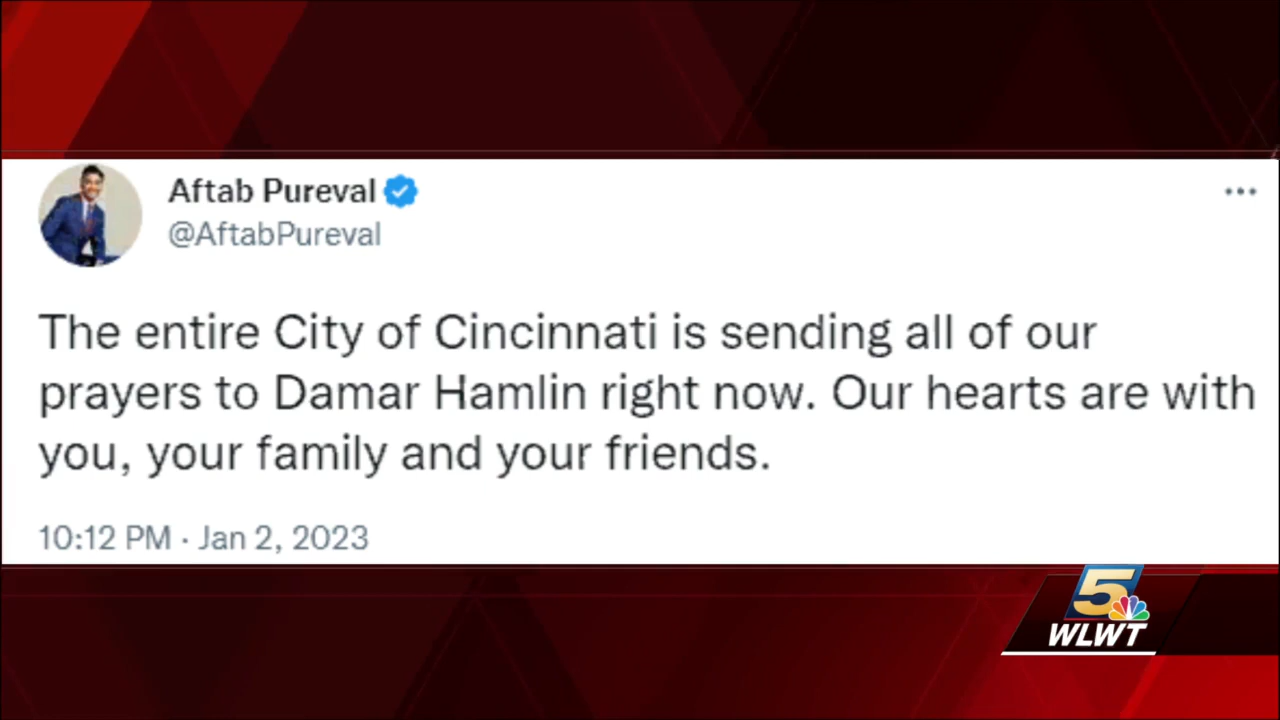 Aftab Pureval
@AftabPureval
The entire City of Cincinnati is sending all of our
prayers to Damar Hamlin right now. Our hearts are with
you, your family and your friends.
10:12 PM · Jan 2, 2023
5
WLWT